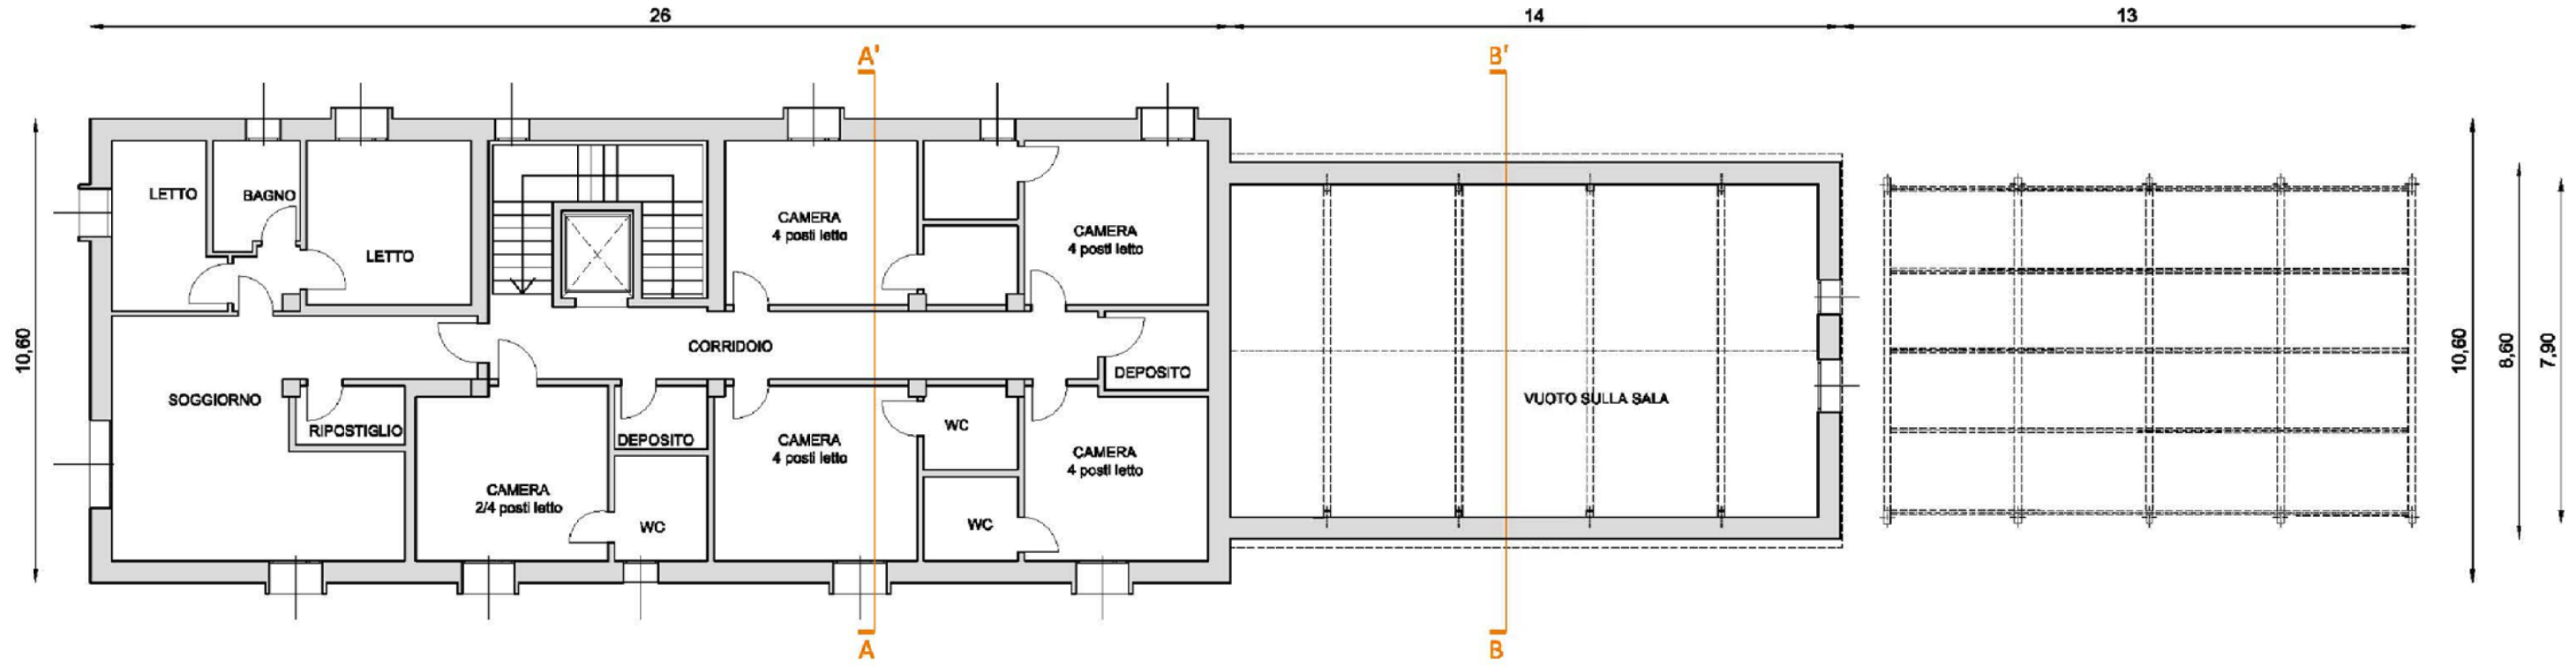 26
14
13
A'
B'
LETTO
BAGNO
LETTO
CAMERA
4 posti letto
CAMERA
4 posti letto
10,60
CORRIDOIO
DEPOSITO
SOGGIORNO
RIPOSTIGLIO
DEPOSITO
CAMERA
2/4 posti letto
WC
CAMERA
4 posti letto
WC
WC
CAMERA
4 posti letto
VUOTO SULLA SALA
10,60
8,60
7,90
A
B